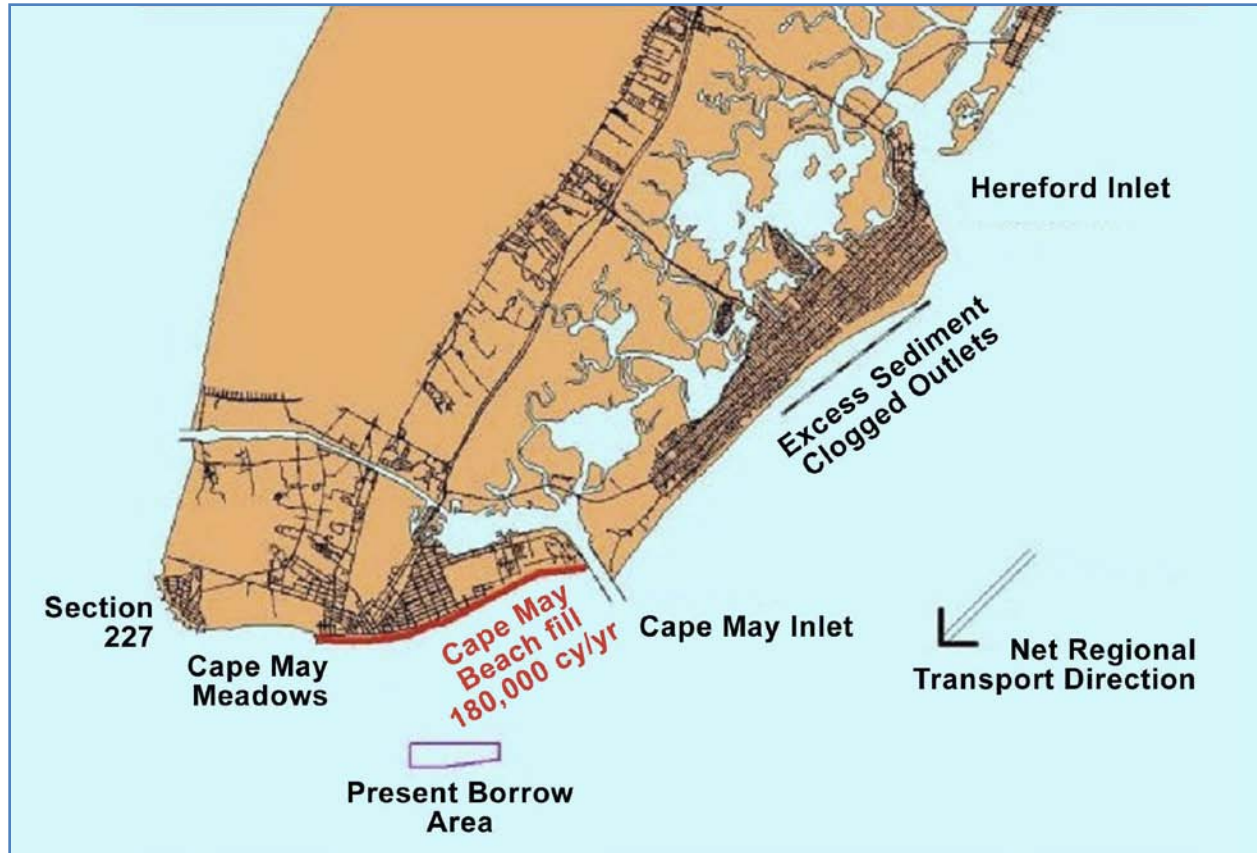 Hereford Inlet
Excess Sediment
Clogged Outlets
Section
227
Cape May
Meadows
Cape May
Beach fill
180,000 cy/yr
Cape May Inlet
Net Regional
Transport Direction
Present Borrow
Area